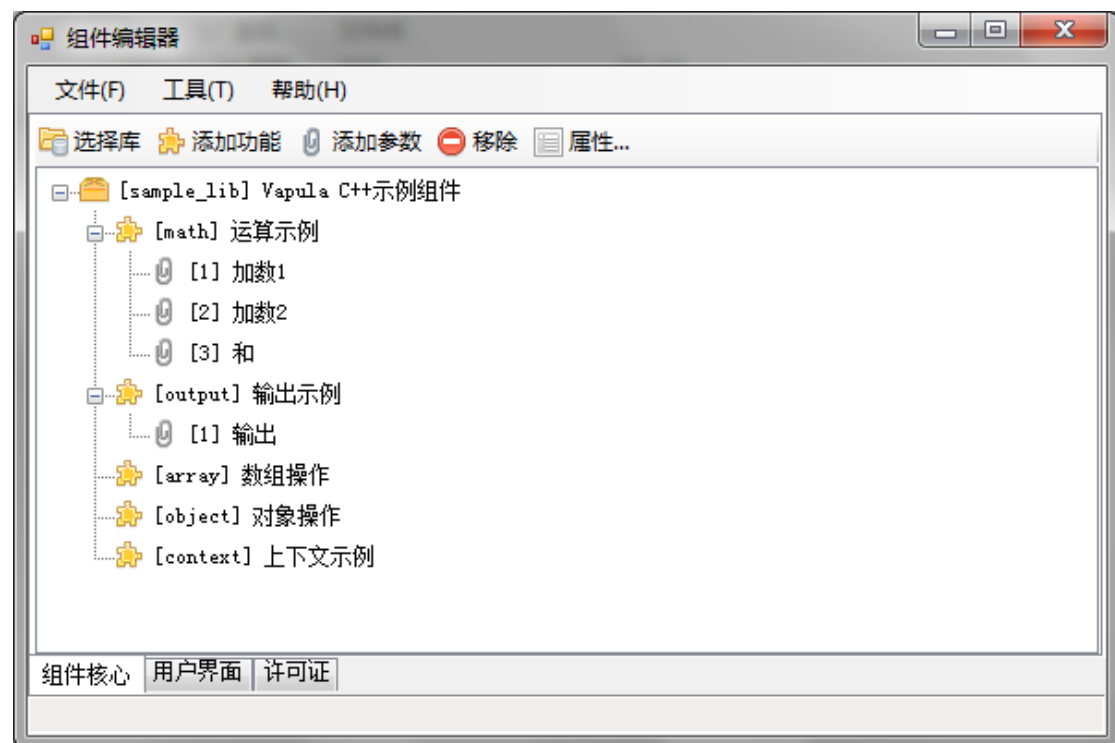 组件编辑器
文件(F) 工具(T) 帮助(H)
选择库 添加功能 添加参数 移除 属性...
[sample_lib] Vapula C++示例组件
[math] 运算示例
[1] 加数1
[2] 加数2
[3] 和
[output] 输出示例
[1] 输出
[array] 数组操作
[object] 对象操作
[context] 上下文示例
组件核心 用户界面 许可证